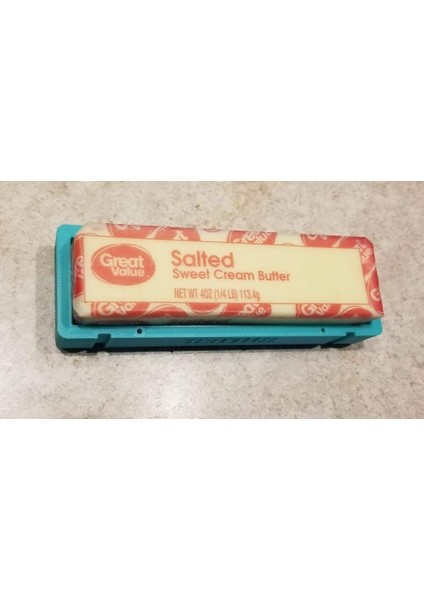 Great
Value
Salted
Sweet Cream Butter
NET WT 4OZ (1/4 LB) 113.4g